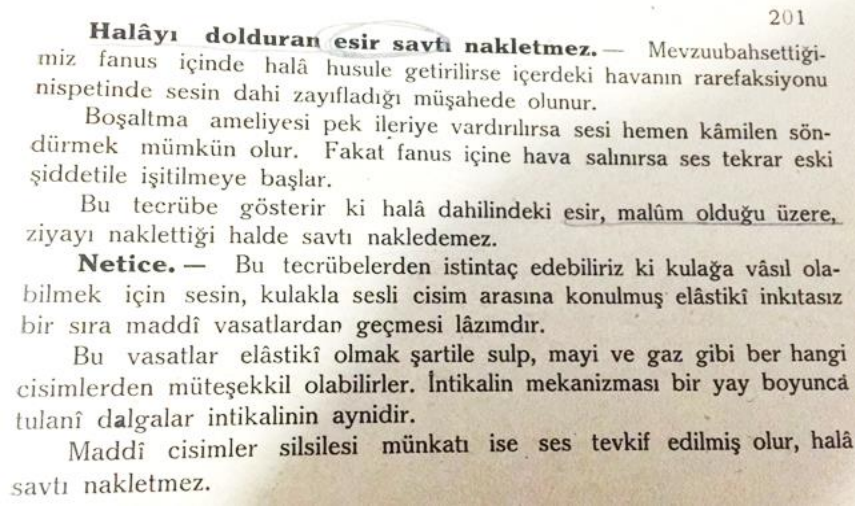 201
Halâyı dolduran esir savtı nakletmez. — Mevzuubahsettiği-
miz fanus içinde halâ husule getirilirse içerdeki havanın rarefaksiyonu
nispetinde sesin dahi zayıfladığı müşahede olunur.
Boşaltma ameliyesi pek ileriye vardırılırsa sesi hemen kâmilen sön-
dürmek mümkün olur. Fakat fanus içine hava salınırsa ses tekrar eski
şiddetile işitilmeye başlar.
Bu tecrübe gösterir ki halâ dahilindeki esir, malûm olduğu üzere,
ziyayı naklettiği halde savtı nakledemez.
Netice. — Bu tecrübelerden istintaç edebiliriz ki kulağa vâsıl ola-
bilmek için sesin, kulakla sesli cisim arasına konulmuş elâstikî inkıtasız
bir sıra maddî vasatlardan geçmesi lâzımdır.
Bu vasatlar elâstikî olmak şartile sulp, mayi ve gaz gibi ber hangi
cisimlerden müteşekkil olabilirler. İntikalin mekanizması bir yay boyunca
tulanî dalgalar intikalinin aynidir.
Maddî cisimler silsilesi münkatı ise ses tevkif edilmiş olur, halâ
savtı nakletmez.